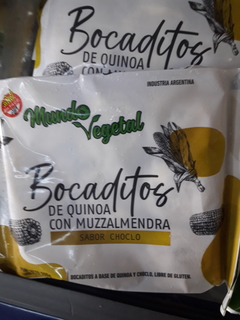 Bocaditos
DE QUINOA
INDUSTRIA ARGENTINA
Mundo
Vegetal
Bocaditos
DE QUINOA
CON MUZZALMENDRA
SABOR CHOCLO
BOCADITOS A BASE DE QUINOA Y CHOCLO, LIBRE DE GLUTEN.